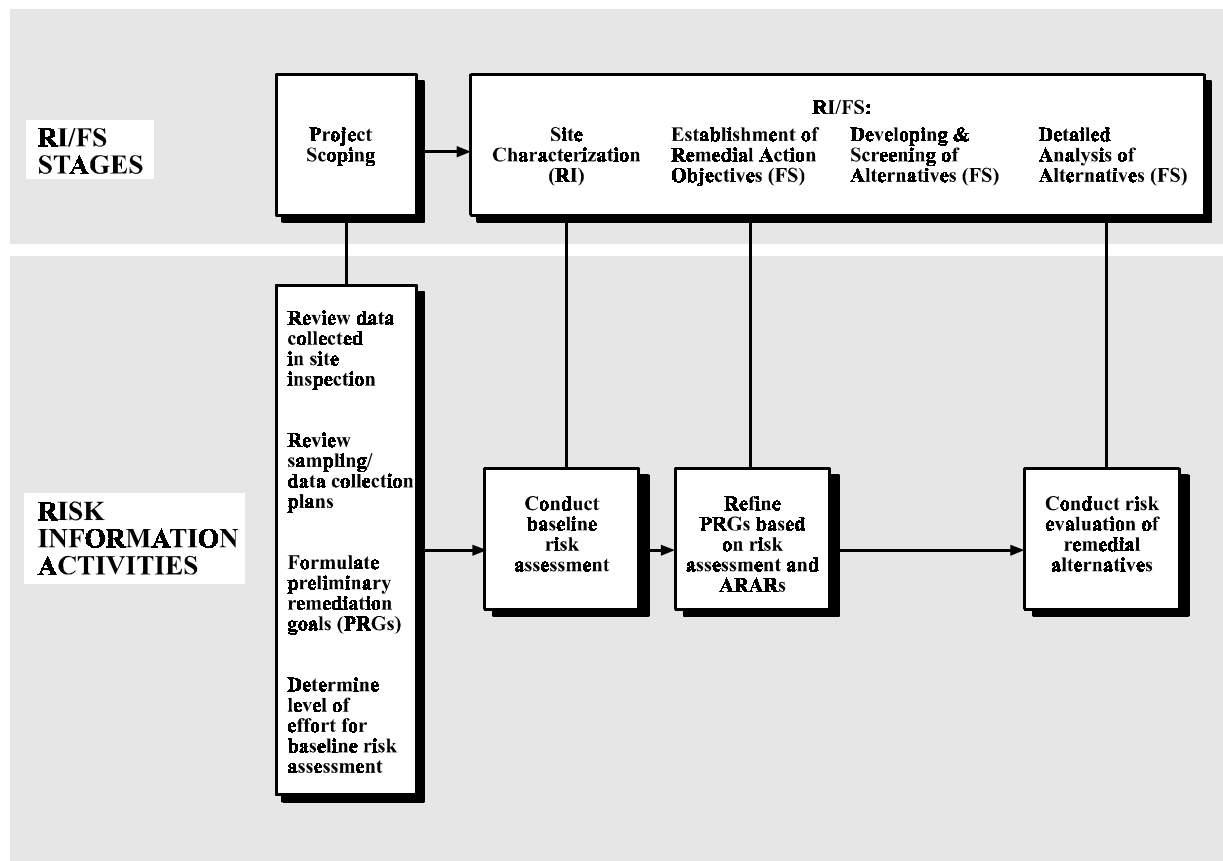 RI/FS
STAGES
Project
Scoping
RI/FS:
Site
Characterization
(RI)
Establishment of
Remedial Action
Objectives (FS)
Developing &
Screening of
Alternatives (FS)
Detailed
Analysis of
Alternatives (FS)
RISK
INFORMATION
ACTIVITIES
Review data
collected
in site
inspection
Review
sampling/
data collection
plans
Formulate
preliminary
remediation
goals (PRGs)
Determine
level of
effort for
baseline risk
assessment
Conduct
baseline
risk
assessment
Refine
PRGs based
on risk
assessment and
ARARs
Conduct risk
evaluation of
remedial
alternatives